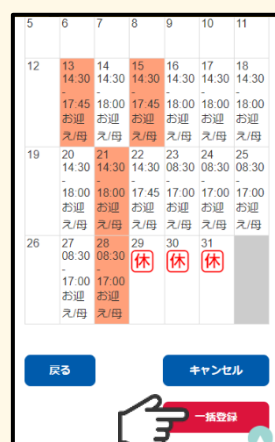 5 6 7 8 9 10 11
12 13 14 15 16 17 18
14:30 14:30 14:30 14:30 14:30 14:30
- - - - - -
17:45 18:00 17:45 18:00 18:00 18:00
お迎 お迎 お迎 お迎 お迎 お迎
え/母 え/母 え/母 え/母 え/母 え/母
19 20 21 22 23 24 25
14:30 14:30 14:30 08:30 08:30 08:30
- - - - - -
18:00 18:00 17:45 17:00 17:00 17:00
お迎 お迎 お迎 お迎 お迎 お迎
え/母 え/母 え/母 え/母 え/母 え/母
26 27 28 29 30 31
08:30 08:30 休 休 休
- -
17:00 17:00
お迎 お迎
え/母 え/母
戻る キャンセル
一括登録